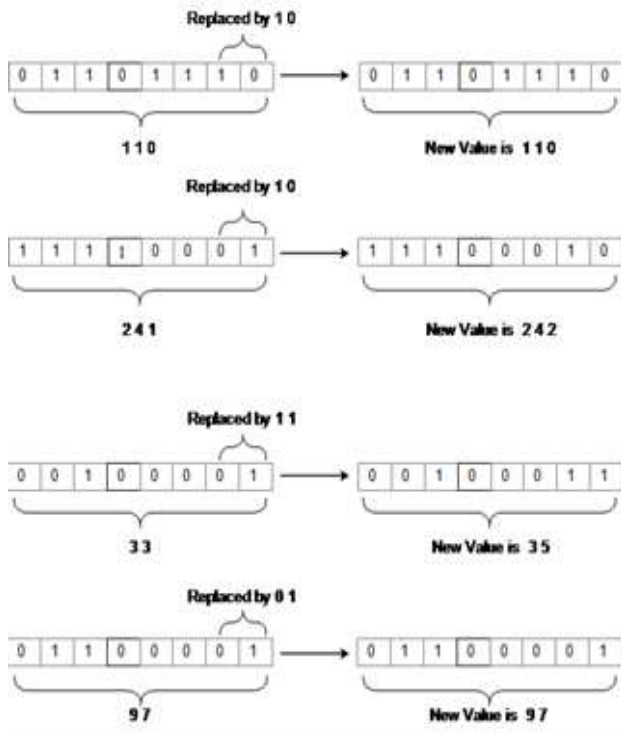 Replaced by 1 0
0 1 1 0 1 1 1 0 0 1 1 0 1 1 1 0
1 1 0 New Value is 1 1 0
Replaced by 1 0
1 1 1 1 0 0 0 1 1 1 1 0 0 0 1 0
2 4 1 New Value is 2 4 2
Replaced by 1 1
0 0 1 0 0 0 0 1 0 0 1 0 0 0 1 1
3 3 New Value is 3 5
Replaced by 0 1
0 1 1 0 0 0 0 1 0 1 1 0 0 0 0 1
9 7 New Value is 9 7